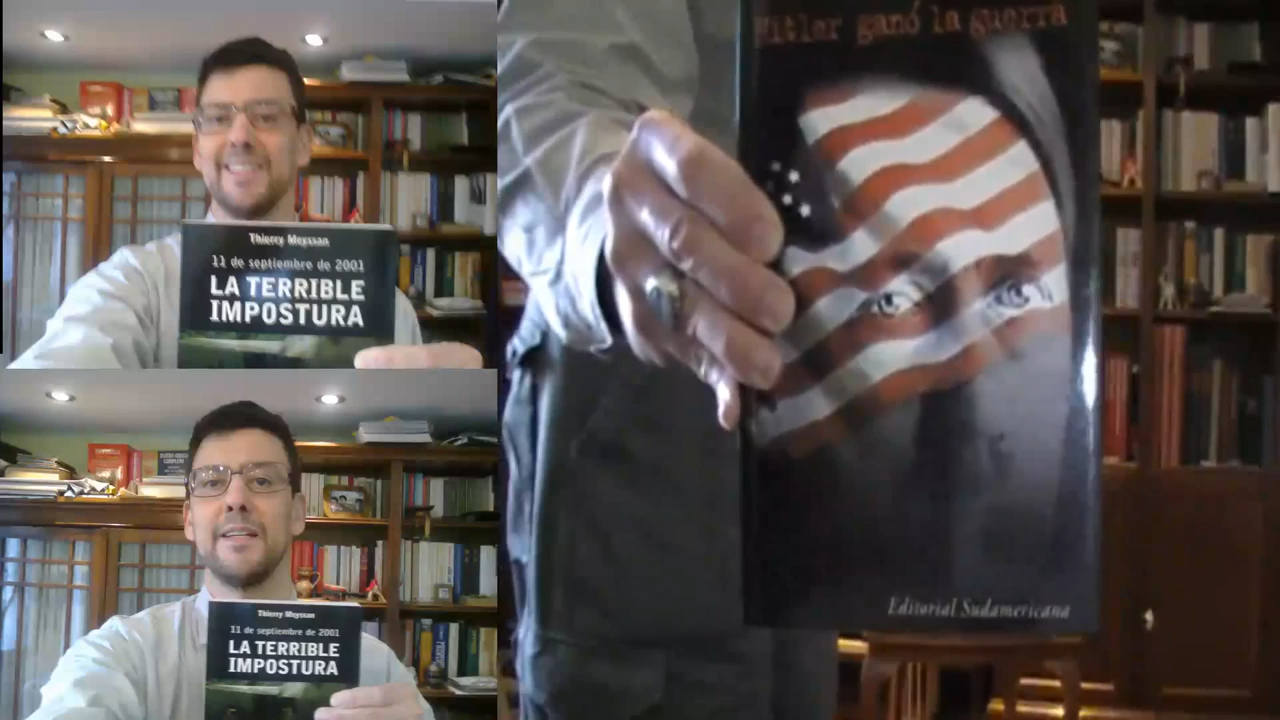 Thierry Meyssan
11 de septiembre de 2001
LA TERRIBLE
IMPOSTURA
Thierry Meyssan
11 de septiembre de 2001
LA TERRIBLE
IMPOSTURA
Hitler ganó la guerra
Editorial Sudamericana